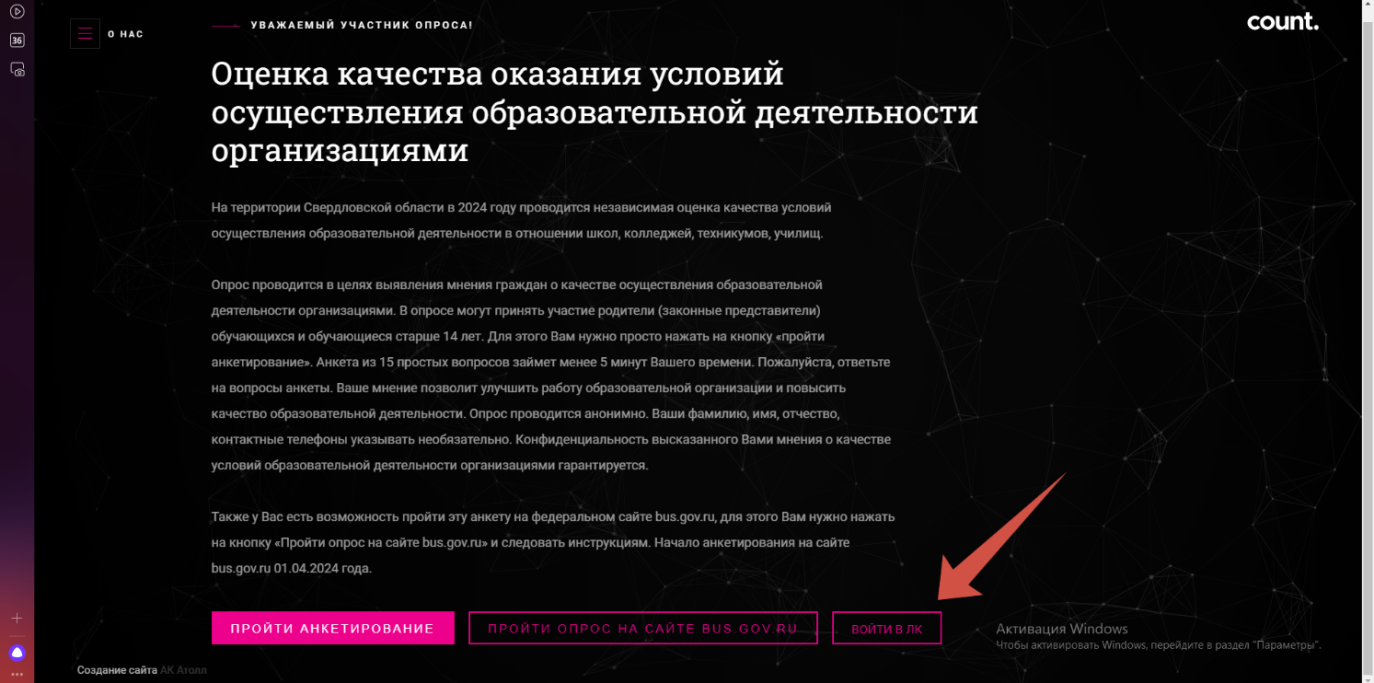 36
О НАС
УВАЖАЕМЫЙ УЧАСТНИК ОПРОСА!
count.
Оценка качества оказания условий
осуществления образовательной деятельности
организациями
На территории Свердловской области в 2024 году проводится независимая оценка качества условий
осуществления образовательной деятельности в отношении школ, колледжей, техникумов, училищ.
Опрос проводится в целях выявления мнения граждан о качестве осуществления образовательной
деятельности организациями. В опросе могут принять участие родители (законные представители)
обучающихся и обучающиеся старше 14 лет. Для этого Вам нужно просто нажать на кнопку «пройти
анкетирование». Анкета из 15 простых вопросов займет менее 5 минут Вашего времени. Пожалуйста, ответьте
на вопросы анкеты. Ваше мнение позволит улучшить работу образовательной организации и повысить
качество образовательной деятельности. Опрос проводится анонимно. Ваши фамилию, имя, отчество,
контактные телефоны указывать необязательно. Конфиденциальность высказанного Вами мнения о качестве
условий образовательной деятельности организациями гарантируется.
Также у Вас есть возможность пройти эту анкету на федеральном сайте bus.gov.ru, для этого Вам нужно нажать
на кнопку «Пройти опрос на сайте bus.gov.ru» и следовать инструкциям. Начало анкетирования на сайте
bus.gov.ru 01.04.2024 года.
ПРОЙТИ АНКЕТИРОВАНИЕ
ПРОЙТИ ОПРОС НА САЙТЕ BUS.GOV.RU
ВОЙТИ В ЛК
Активация Windows
Чтобы активировать Windows, перейдите в раздел "Параметры".
Создание сайта АК Атолл